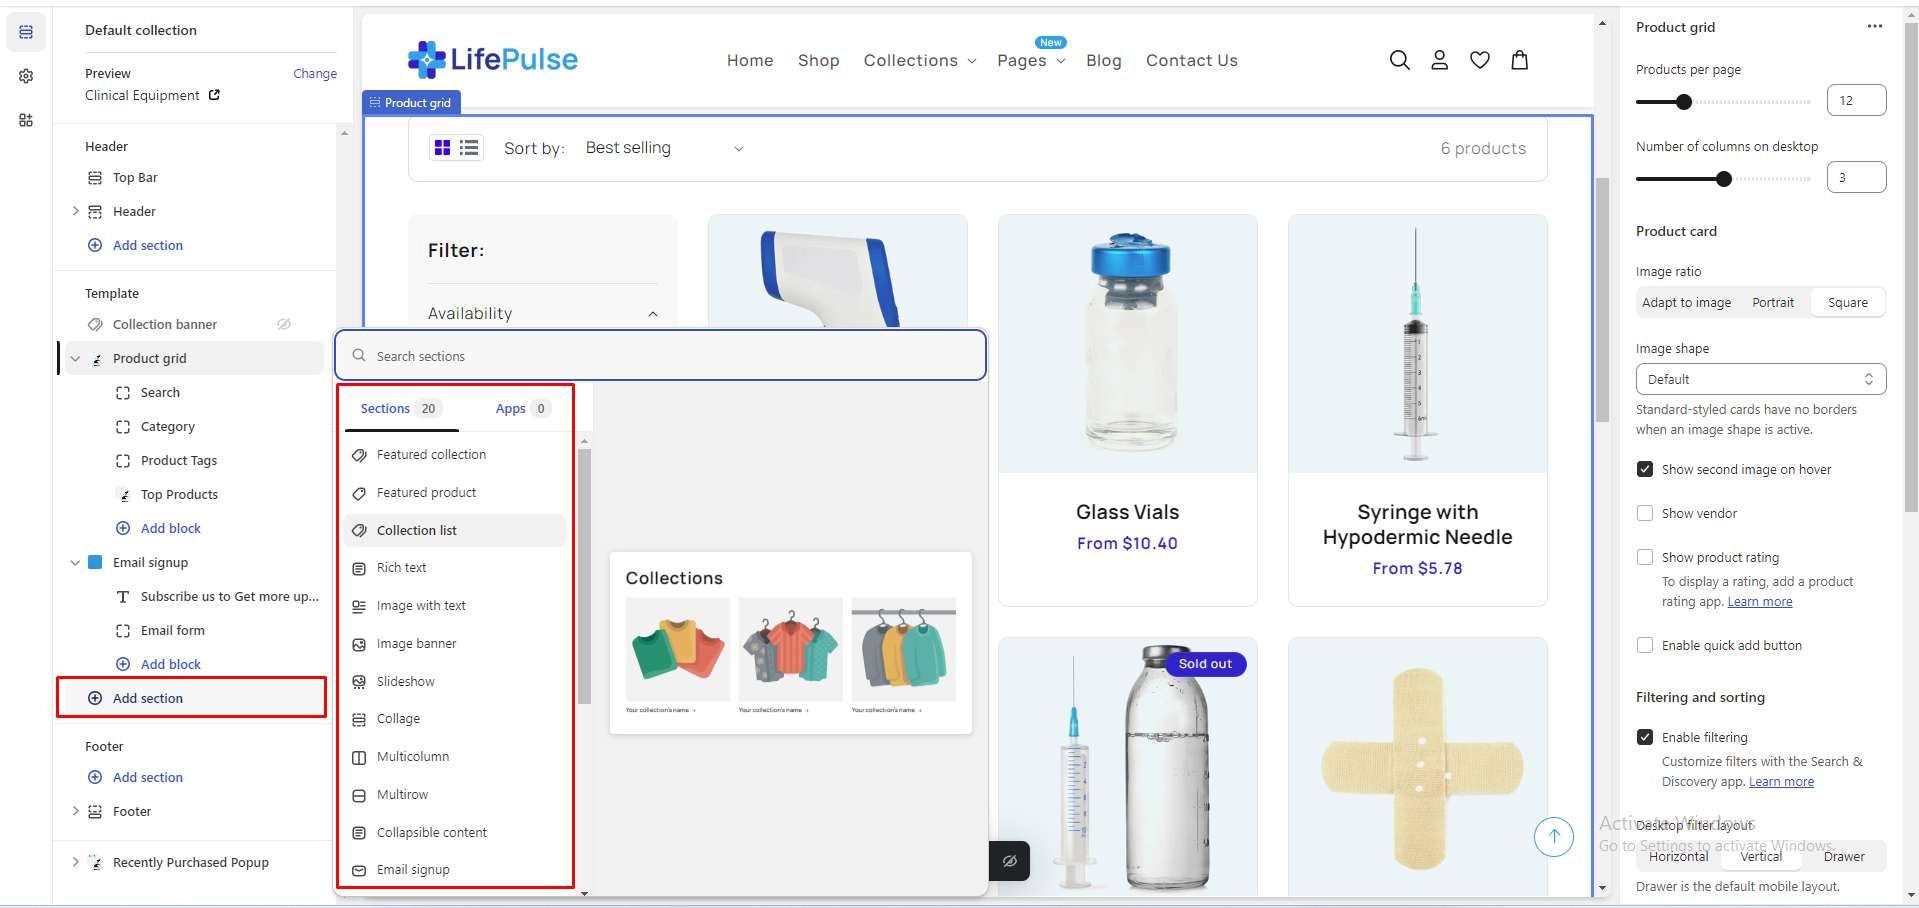 Default collection
Preview
Change
Clinical Equipment
Header
Top Bar
Header
Add section
Template
Collection banner
Product grid
Search
Category
Product Tags
Top Products
Add block
Email signup
Subscribe us to Get more up...
Email form
Add block
Add section
Footer
Add section
Footer
Recently Purchased Popup
LifePulse
Home
Shop
Collections
Pages
New
Blog
Contact Us
Product grid
Sort by:
Best selling
6 products
Filter:
Availability
Search sections
Sections 20
Apps 0
Featured collection
Featured product
Collection list
Rich text
Image with text
Image banner
Slideshow
Collage
Multicolumn
Multirow
Collapsible content
Email signup
Collections
Your collection's name →
Your collection's name →
Your collection's name →
Glass Vials
From $10.40
Syringe with
Hypodermic Needle
From $5.78
Sold out
Product grid
Products per page
12
Number of columns on desktop
3
Product card
Image ratio
Adapt to image
Portrait
Square
Image shape
Default
Standard-styled cards have no borders
when an image shape is active.
Show second image on hover
Show vendor
Show product rating
To display a rating, add a product
rating app. Learn more
Enable quick add button
Filtering and sorting
Enable filtering
Customize filters with the Search &
Discovery app. Learn more
Desktop filter layout
Horizontal
Vertical
Drawer
Drawer is the default mobile layout.
Activate Windows
Go to Settings to activate Windows.